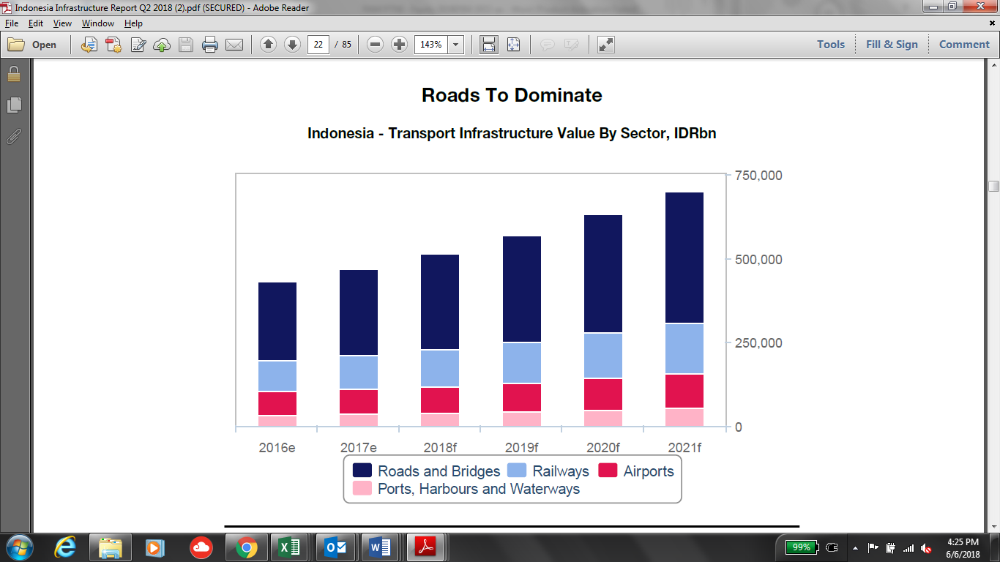 Indonesia Infrastructure Report Q2 2018 (2).pdf (SECURED) - Adobe Reader
File Edit View Window Help
Open 22 / 85 143% Tools Fill & Sign Comment
Roads To Dominate
Indonesia - Transport Infrastructure Value By Sector, IDRbn
750,000
500,000
250,000
0
2016e 2017e 2018f 2019f 2020f 2021f
Roads and Bridges Railways Airports
Ports, Harbours and Waterways
99% 4:25 PM
6/6/2018